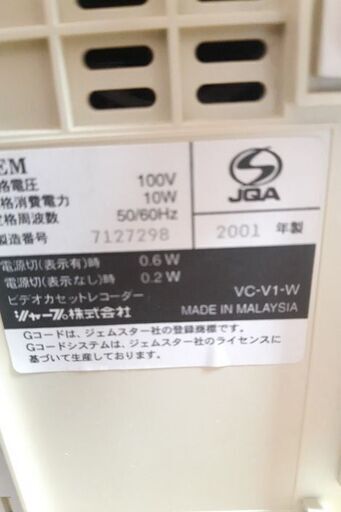 EM
格電圧 100V
格消費電力 10W
格周波数 50/60Hz
製造番号 7127298
JQA
2001 年製
電源切(表示有)時 0.6W
電源切(表示なし)時 0.2W
ビデオカセットレコーダー VC-V1-W
シャープ株式会社 MADE IN MALAYSIA
Gコードは、ジェムスター社の登録商標です。
Gコードシステムは、ジェムスター社のライセンスに
基づいて生産しております。